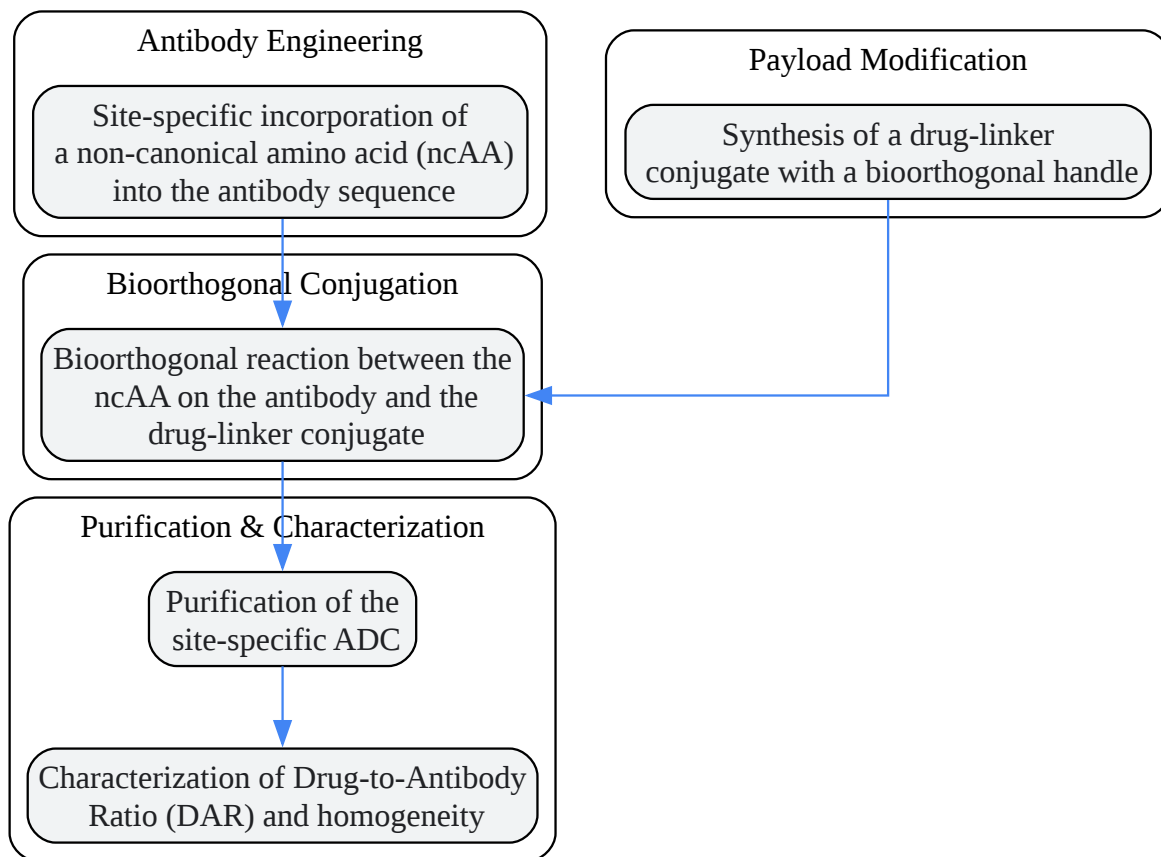 Antibody Engineering
Site-specific incorporation of
a non-canonical amino acid (ncAA)
into the antibody sequence
Payload Modification
Synthesis of a drug-linker
conjugate with a bioorthogonal handle
Bioorthogonal Conjugation
Bioorthogonal reaction between the
ncAA on the antibody and the
drug-linker conjugate
Purification & Characterization
Purification of the
site-specific ADC
Characterization of Drug-to-Antibody
Ratio (DAR) and homogeneity